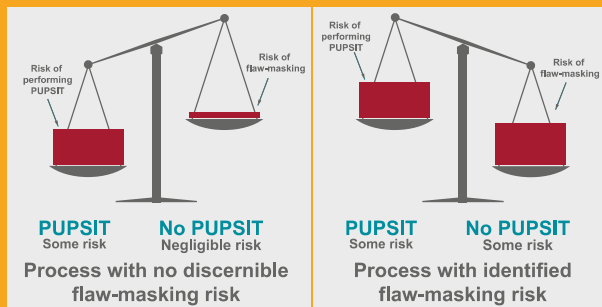 Risk of
performing
PUPSIT
Risk of
flaw-masking
PUPSIT
Some risk
No PUPSIT
Negligible risk
Process with no discernible
flaw-masking risk
Risk of
performing
PUPSIT
Risk of
flaw-masking
PUPSIT
Some risk
No PUPSIT
Some risk
Process with identified
flaw-masking risk